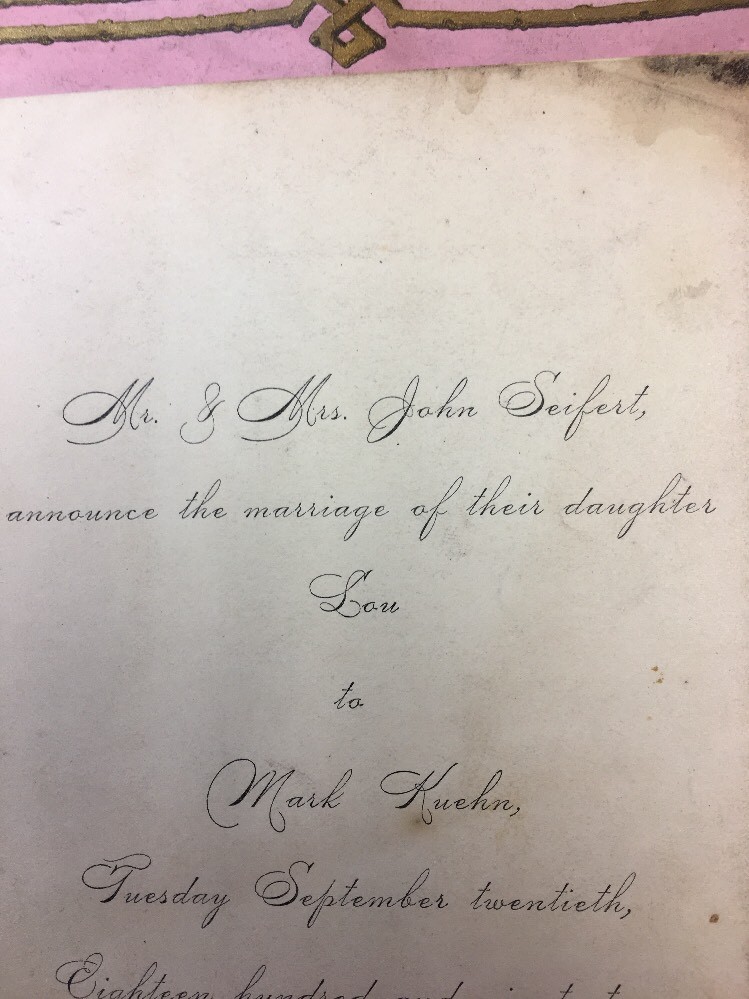 Mr. & Mrs. John Seifert,
announce the marriage of their daughter
Lou
to
Mark Kuehn,
Tuesday September twentieth,
Eighteen hundred and